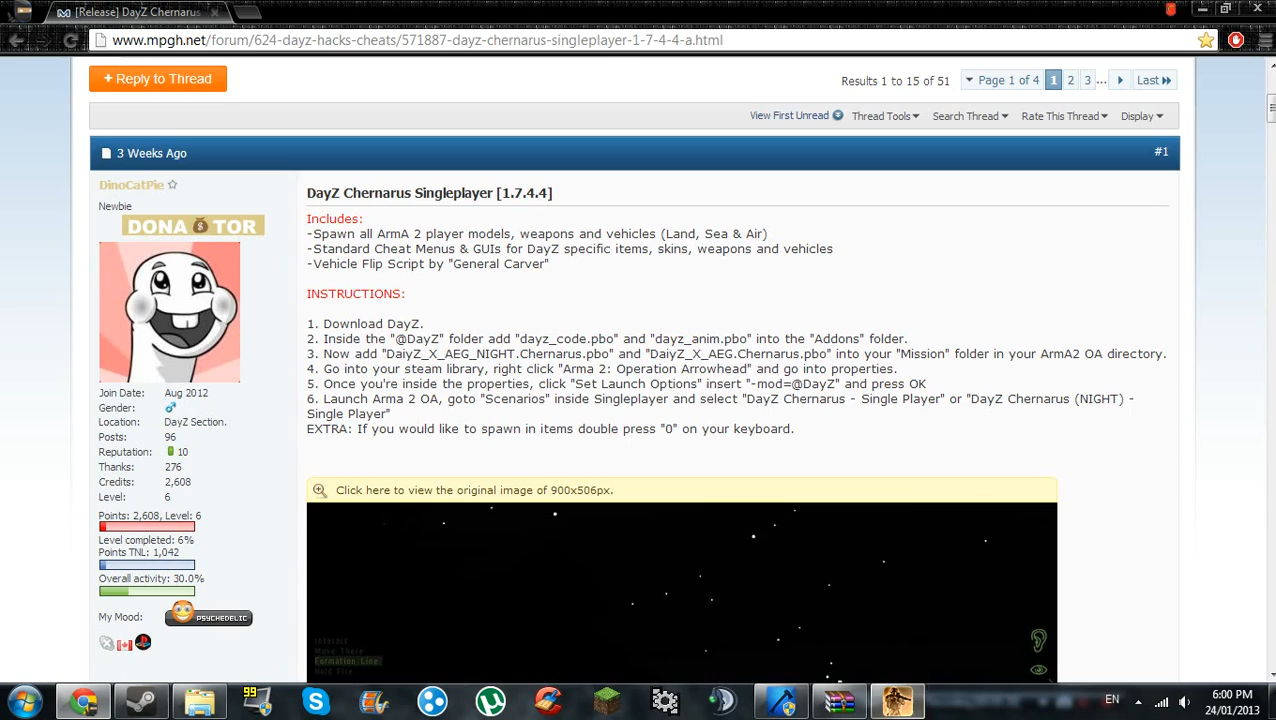 [Release] DayZ Chernarus
www.mpgh.net/forum/624-dayz-hacks-cheats/571887-dayz-chernarus-singleplayer-1-7-4-4-a.html
+ Reply to Thread
Results 1 to 15 of 51
Page 1 of 4 1 2 3 ... Last
View First Unread Thread Tools Search Thread Rate This Thread Display
3 Weeks Ago
#1
DinoCatPie
Newbie
DONATOR
Join Date: Aug 2012
Gender:
Location: DayZ Section.
Posts: 96
Reputation: 10
Thanks: 276
Credits: 2,608
Level: 6
Points: 2,608, Level: 6
Level completed: 6%
Points TNL: 1,042
Overall activity: 30.0%
My Mood: PSYCHEDELIC
DayZ Chernarus Singleplayer [1.7.4.4]
Includes:
-Spawn all ArmA 2 player models, weapons and vehicles (Land, Sea & Air)
-Standard Cheat Menus & GUIs for DayZ specific items, skins, weapons and vehicles
-Vehicle Flip Script by "General Carver"
INSTRUCTIONS:
1. Download DayZ.
2. Inside the "@DayZ" folder add "dayz_code.pbo" and "dayz_anim.pbo" into the "Addons" folder.
3. Now add "DaiyZ_X_AEG_NIGHT.Chernarus.pbo" and "DaiyZ_X_AEG.Chernarus.pbo" into your "Mission" folder in your ArmA2 OA directory.
4. Go into your steam library, right click "Arma 2: Operation Arrowhead" and go into properties.
5. Once you're inside the properties, click "Set Launch Options" insert "-mod=@DayZ" and press OK
6. Launch Arma 2 OA, goto "Scenarios" inside Singleplayer and select "DayZ Chernarus - Single Player" or "DayZ Chernarus (NIGHT) -
Single Player"
EXTRA: If you would like to spawn in items double press "0" on your keyboard.
Click here to view the original image of 900x506px.
Interact
Move There
Formation Line
Hold Fire
99
EN
6:00 PM
24/01/2013